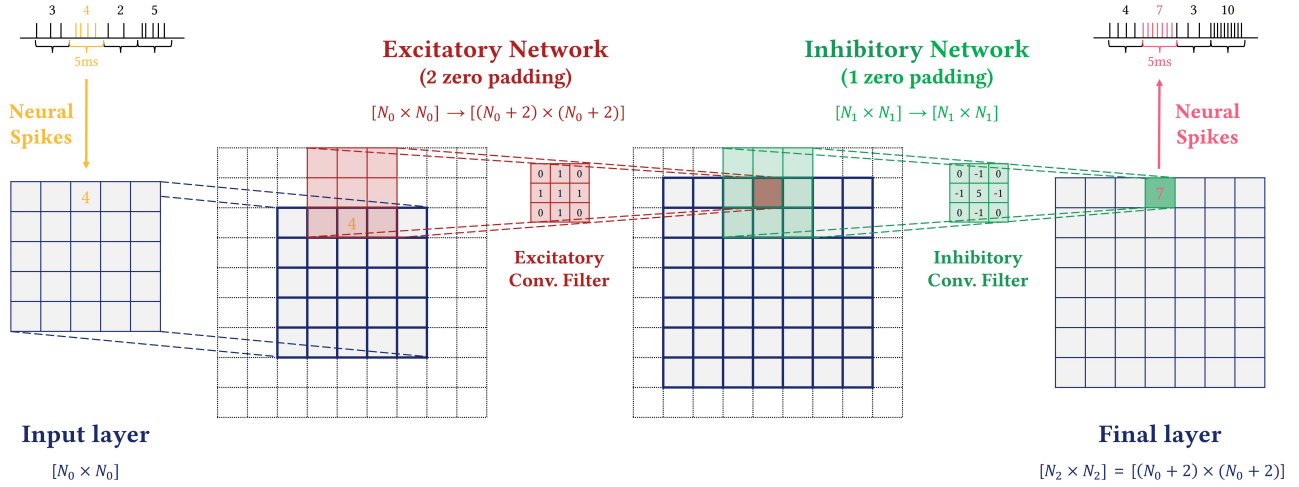 3 4 2 5
5ms
4 7 3 10
5ms
Excitatory Network
(2 zero padding)
[N₀ × N₀] → [(N₀ + 2) × (N₀ + 2)]
Inhibitory Network
(1 zero padding)
[N₁ × N₁] → [N₁ × N₁]
Neural
Spikes
Neural
Spikes
4
4
0 1 0
1 1 1
0 1 0
0 -1 0
-1 5 -1
0 -1 0
7
Excitatory
Conv. Filter
Inhibitory
Conv. Filter
Input layer
[N₀ × N₀]
Final layer
[N₂ × N₂] = [(N₀ + 2) × (N₀ + 2)]